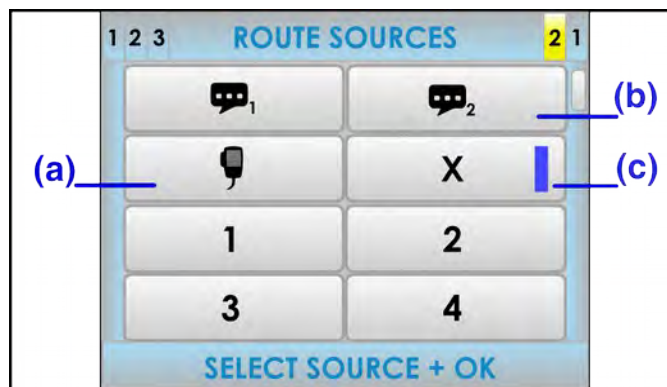 1 2 3 ROUTE SOURCES 2 1
1 2
(b)
(a) X (c)
1 2
3 4
SELECT SOURCE + OK